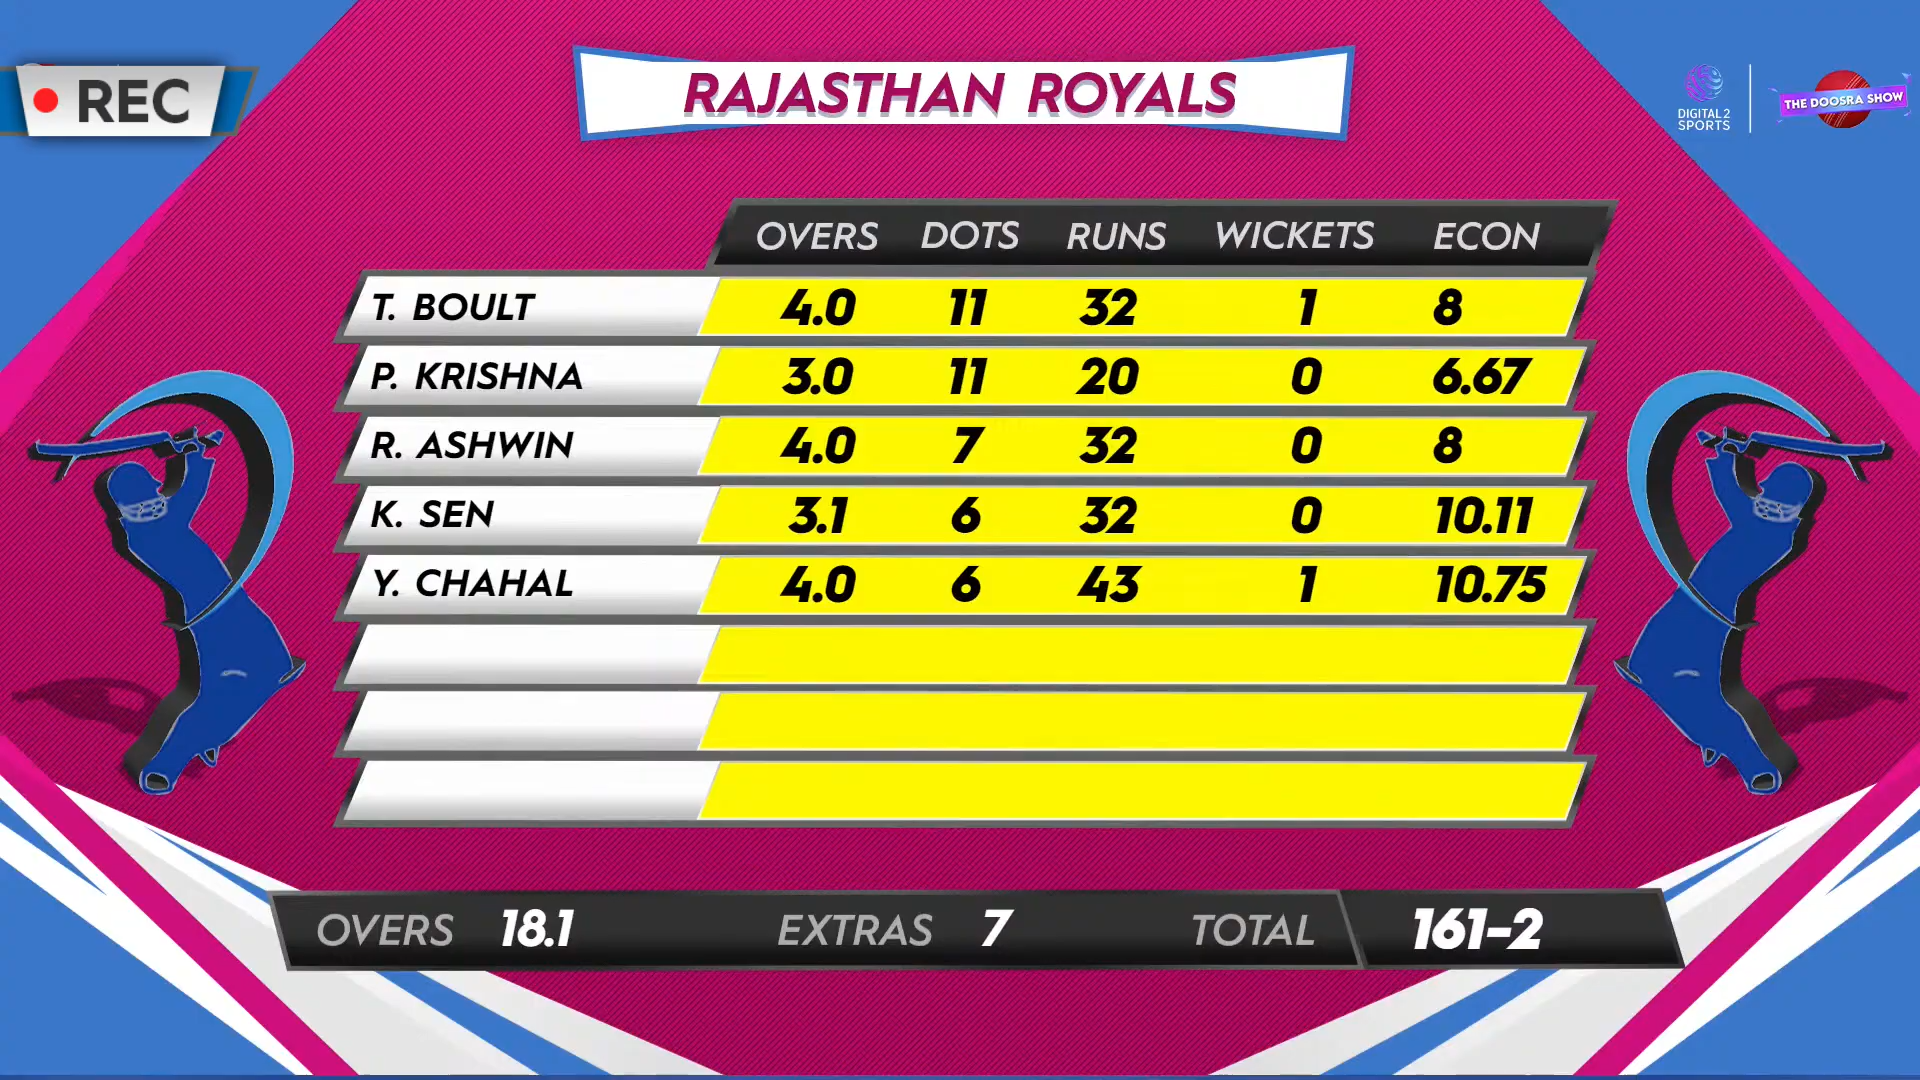 REC
RAJASTHAN ROYALS
DIGITAL 2
SPORTS
THE DOOSRA SHOW
OVERS DOTS RUNS WICKETS ECON
T. BOULT 4.0 11 32 1 8
P. KRISHNA 3.0 11 20 0 6.67
R. ASHWIN 4.0 7 32 0 8
K. SEN 3.1 6 32 0 10.11
Y. CHAHAL 4.0 6 43 1 10.75
OVERS 18.1 EXTRAS 7 TOTAL 161-2